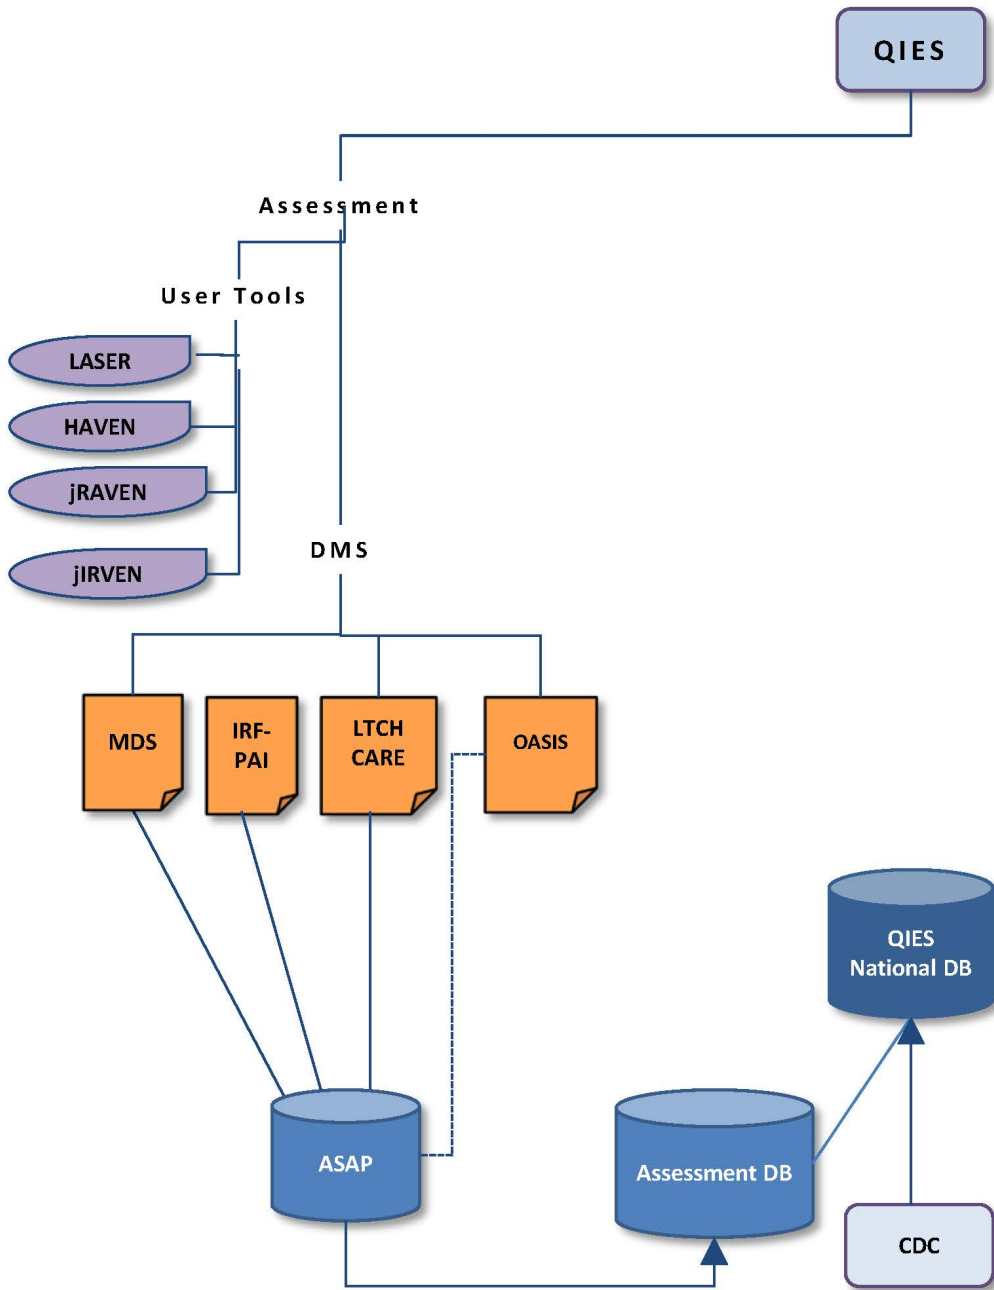 QIES
Assessment
User Tools
LASER
HAVEN
jRAVEN
jIRVEN
DMS
MDS
IRF-
PAI
LTCH
CARE
OASIS
QIES
National DB
ASAP
Assessment DB
CDC